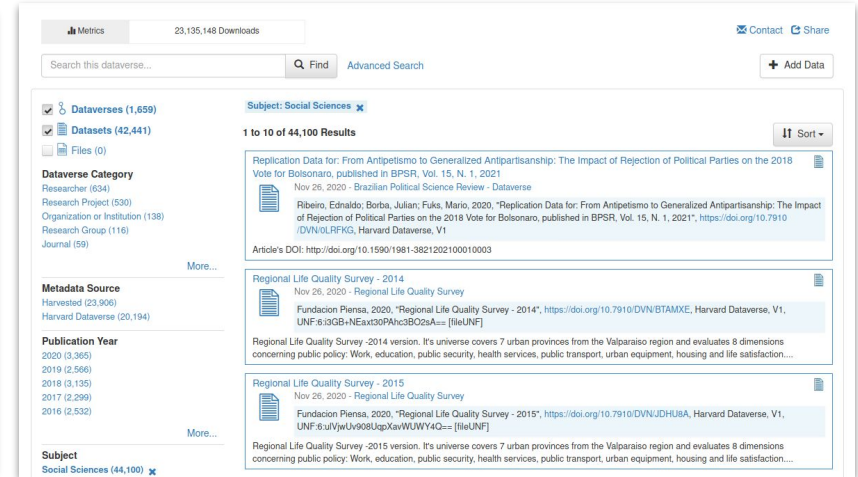 Metrics 23,135,148 Downloads Contact Share
Search this dataverse... Find Advanced Search Add Data
Dataverses (1,659)
Datasets (42,441)
Files (0)
Dataverse Category
Researcher (634)
Research Project (530)
Organization or Institution (138)
Research Group (116)
Journal (59)
More...
Metadata Source
Harvested (23,906)
Harvard Dataverse (20,194)
Publication Year
2020 (3,365)
2019 (2,566)
2018 (3,135)
2017 (2,299)
2016 (2,532)
More...
Subject
Social Sciences (44,100)
Subject: Social Sciences
1 to 10 of 44,100 Results Sort
Replication Data for: From Antipetismo to Generalized Antipartisanship: The Impact of Rejection of Political Parties on the 2018
Vote for Bolsonaro, published in BPSR, Vol. 15, N. 1, 2021
Nov 26, 2020 - Brazilian Political Science Review - Dataverse
Ribeiro, Ednaldo; Borba, Julian; Fuks, Mario, 2020, "Replication Data for: From Antipetismo to Generalized Antipartisanship: The Impact
of Rejection of Political Parties on the 2018 Vote for Bolsonaro, published in BPSR, Vol. 15, N. 1, 2021", https://doi.org/10.7910
/DVN/0LRFKG, Harvard Dataverse, V1
Article's DOI: http://doi.org/10.1590/1981-3821202100010003
Regional Life Quality Survey - 2014
Nov 26, 2020 - Regional Life Quality Survey
Fundacion Piensa, 2020, "Regional Life Quality Survey - 2014", https://doi.org/10.7910/DVN/BTAMXE, Harvard Dataverse, V1,
UNF:6:i3GB+NEaxt30PAhc3BO2sA== [fileUNF]
Regional Life Quality Survey -2014 version. It's universe covers 7 urban provinces from the Valparaiso region and evaluates 8 dimensions
concerning public policy: Work, education, public security, health services, public transport, urban equipment, housing and life satisfaction....
Regional Life Quality Survey - 2015
Nov 26, 2020 - Regional Life Quality Survey
Fundacion Piensa, 2020, "Regional Life Quality Survey - 2015", https://doi.org/10.7910/DVN/JDHU8A, Harvard Dataverse, V1,
UNF:6:ulVjwUv908UqpXavWUWY4Q== [fileUNF]
Regional Life Quality Survey -2015 version. It's universe covers 7 urban provinces from the Valparaiso region and evaluates 8 dimensions
concerning public policy: Work, education, public security, health services, public transport, urban equipment, housing and life satisfaction....